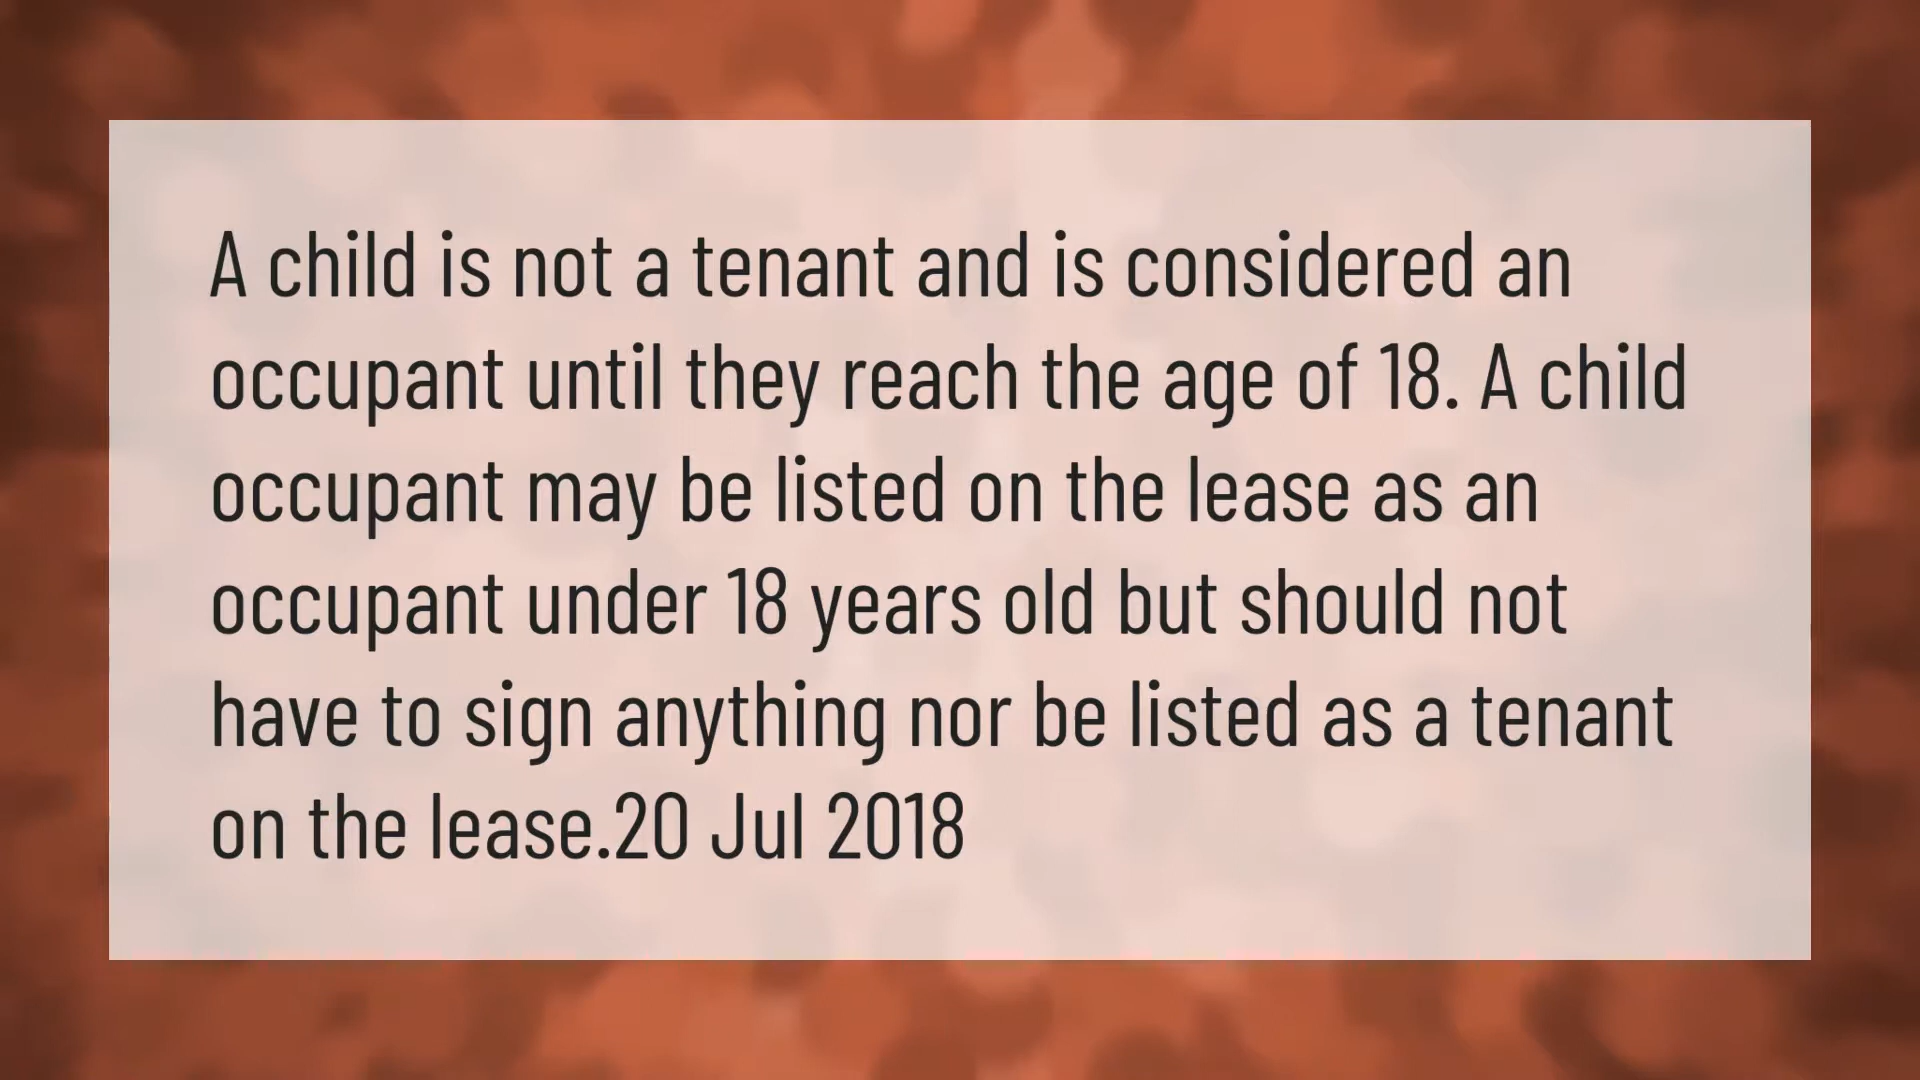 A child is not a tenant and is considered an
occupant until they reach the age of 18. A child
occupant may be listed on the lease as an
occupant under 18 years old but should not
have to sign anything nor be listed as a tenant
on the lease.20 Jul 2018